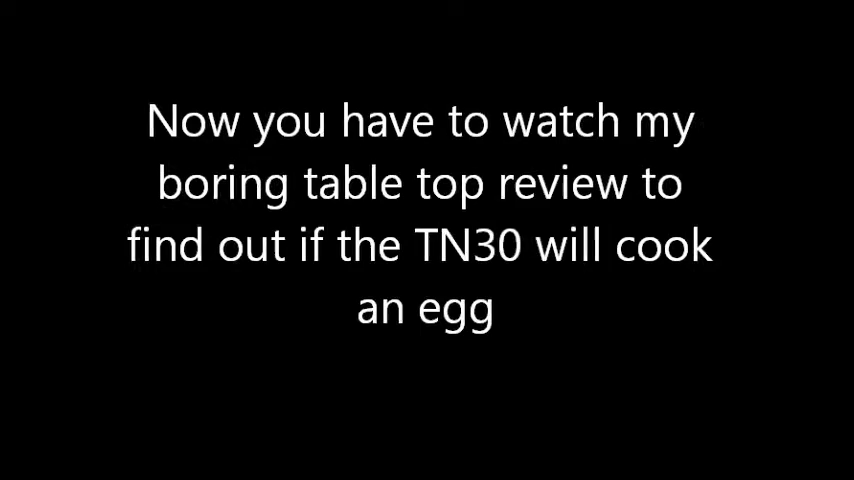 Now you have to watch my
boring table top review to
find out if the TN30 will cook
an egg